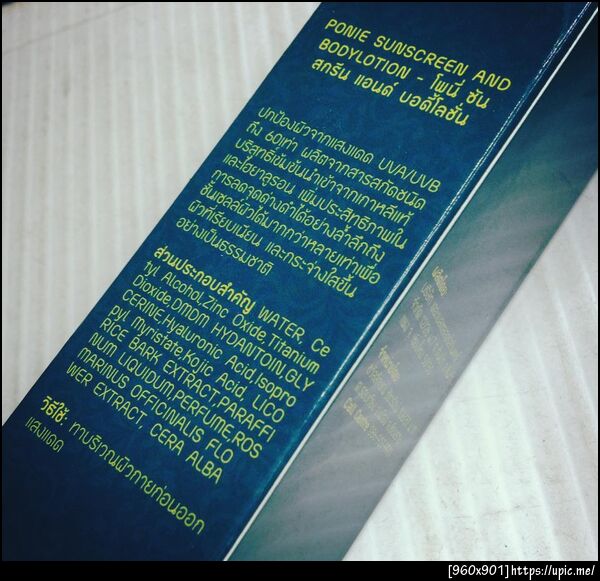 PONIE SUNSCREEN AND
BODYLOTION - โพนี่ ซัน
สกรีน แอนด์ บอดี้โลชั่น
ปกป้องผิวจากแสงแดด UVA/UVB
ถึง 60เท่า ผลิตจากสารสกัดชนิด
บริสุทธิ์เข้มข้นนำเข้าจากเกาหลีแท้
และไฮยาลูรอน เพิ่มประสิทธิภาพใน
การลดจุดด่างดำได้อย่างล้ำลึกถึง
ชั้นเซลล์ผิวได้มากกว่าหลายเท่าเพื่อ
ผิวที่เรียบเนียน และกระจ่างใสขึ้น
อย่างเป็นธรรมชาติ
ส่วนประกอบสำคัญ WATER, Ce
tyl Alcohol,Zinc Oxide,Titanium
Dioxide,DMDM HYDANTOIN,GLY
CERINE,Hyaluronic Acid,Isopro
pyl Myristate,Kojic Acid, LICO
RICE BARK EXTRACT,PARAFFI
NUM LIQUIDUM,PERFUME,ROS
MARINUS OFFICINALIS FLO
WER EXTRACT, CERA ALBA
วิธีใช้: ทาบริเวณผิวกายก่อนออก
แสงแดด
[960x901]https://upic.me/